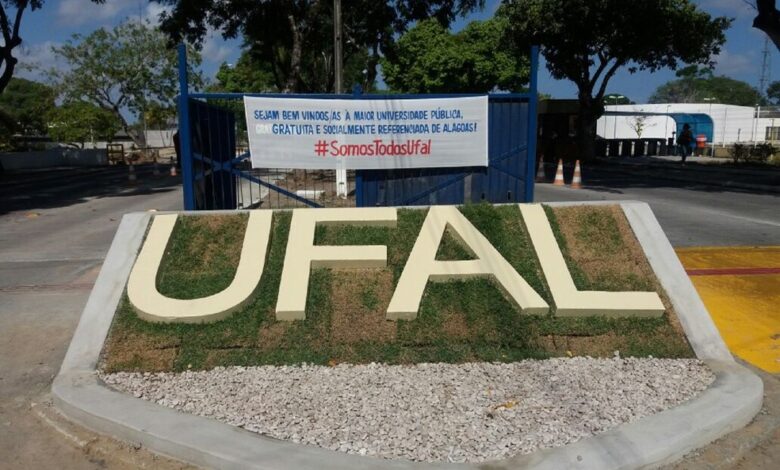 SEJAM BEM VINDOS/AS À MAIOR UNIVERSIDADE PÚBLICA,
GRATUITA E SOCIALMENTE REFERENCIADA DE ALAGOAS!
#SomosTodosUfal
UFAL